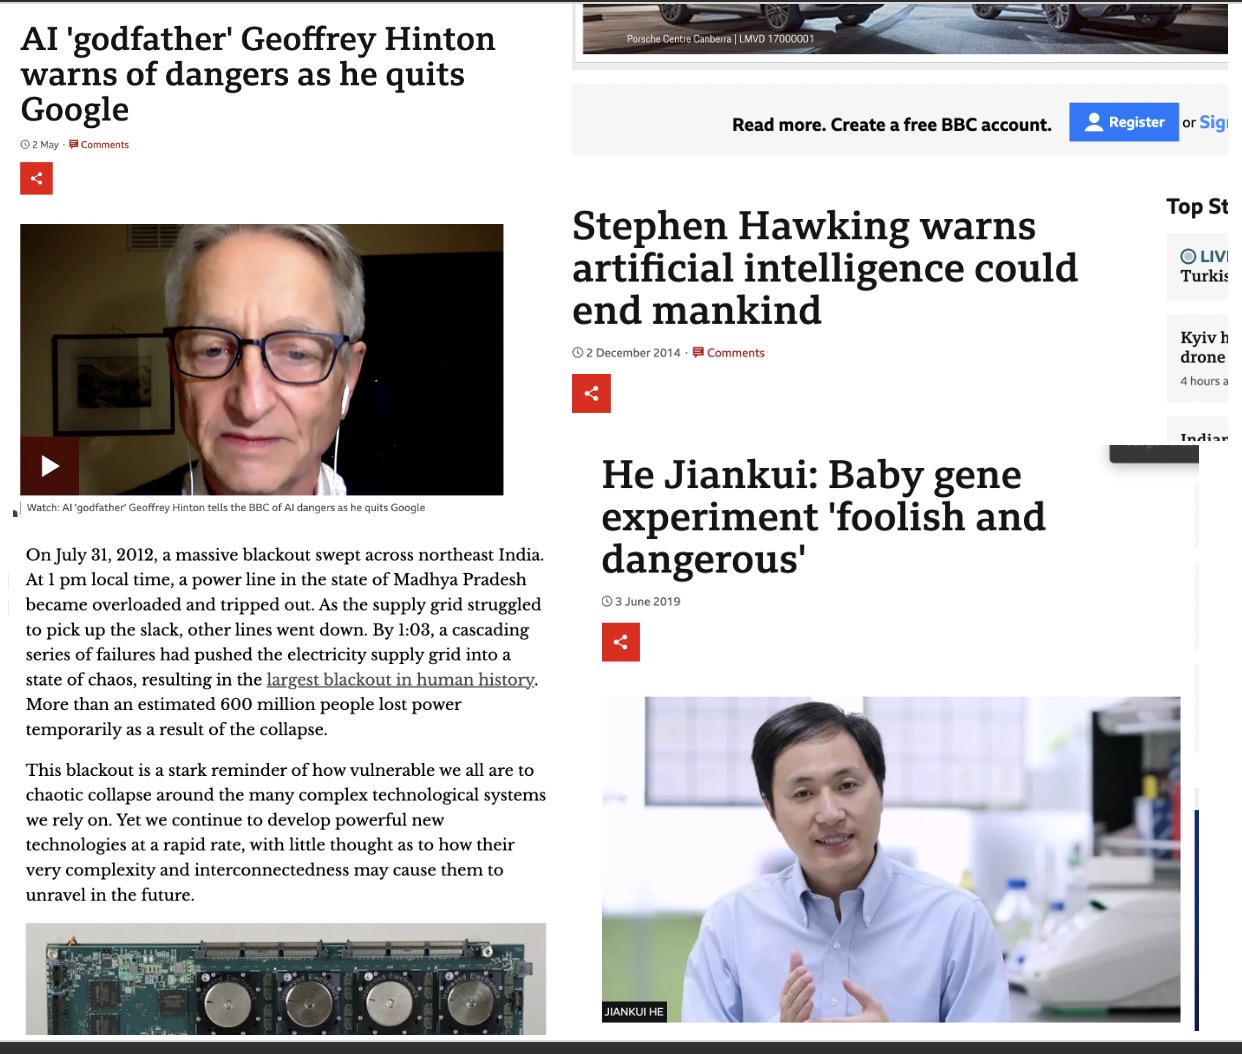 AI 'godfather' Geoffrey Hinton
warns of dangers as he quits
Google
2 May · Comments
Watch: AI 'godfather' Geoffrey Hinton tells the BBC of AI dangers as he quits Google
On July 31, 2012, a massive blackout swept across northeast India.
At 1 pm local time, a power line in the state of Madhya Pradesh
became overloaded and tripped out. As the supply grid struggled
to pick up the slack, other lines went down. By 1:03, a cascading
series of failures had pushed the electricity supply grid into a
state of chaos, resulting in the largest blackout in human history.
More than an estimated 600 million people lost power
temporarily as a result of the collapse.
This blackout is a stark reminder of how vulnerable we all are to
chaotic collapse around the many complex technological systems
we rely on. Yet we continue to develop powerful new
technologies at a rapid rate, with little thought as to how their
very complexity and interconnectedness may cause them to
unravel in the future.
Porsche Centre Canberra | LMVD 17000001
Read more. Create a free BBC account. Register or Sig
Stephen Hawking warns
artificial intelligence could
end mankind
2 December 2014 · Comments
Top St
LIV
Turkis
Kyiv h
drone
4 hours a
Indian
He Jiankui: Baby gene
experiment 'foolish and
dangerous'
3 June 2019
JIANKUI HE